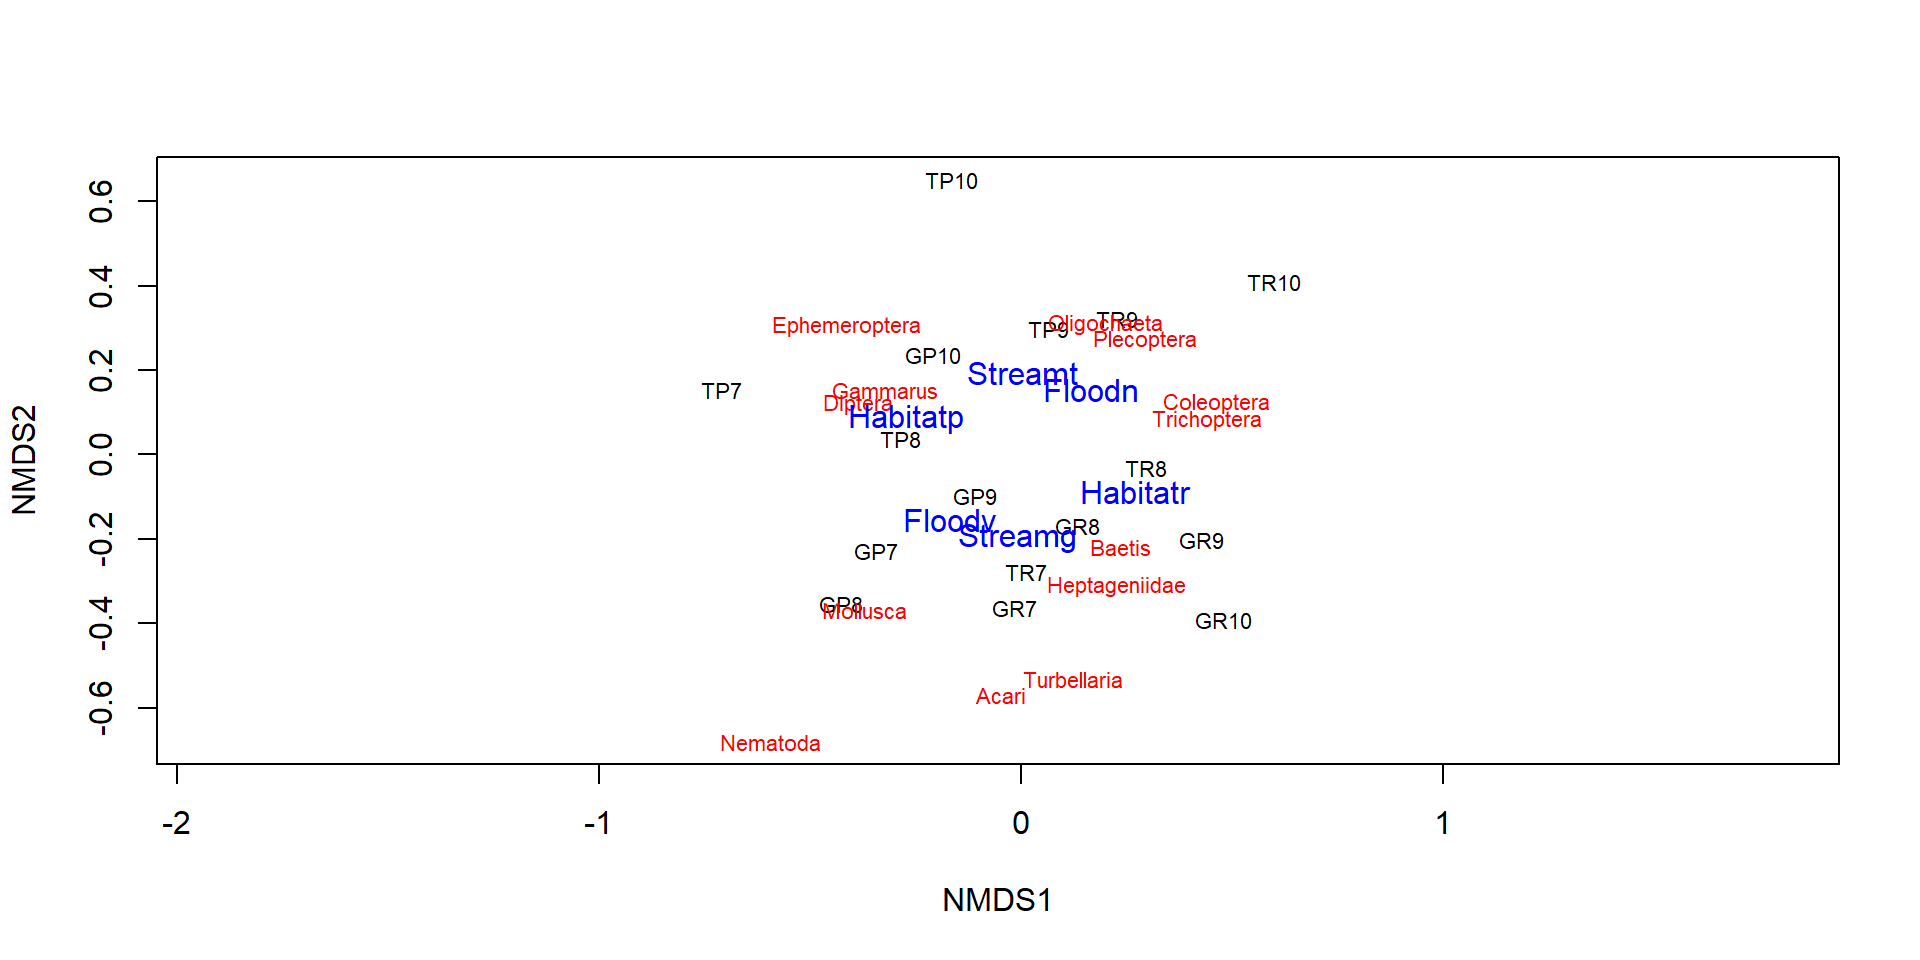 TP10
0.6
TR10
0.4
Oligochaeta
TR9
Ephemeroptera
TP9
Plecoptera
GP10
Streamt
0.2
TP7
Gammarus
Floodn
Diptera
Coleoptera
Habitatp
Trichoptera
TP8
0.0
NMDS2
TR8
Habitatr
GP9
Floodv
GR8
Streamg
-0.2
GR9
Baetis
GP7
TR7
Heptageniidae
GP8
Mollusca
GR7
-0.4
GR10
Turbellaria
Acari
-0.6
Nematoda
-2 -1 0 1
NMDS1